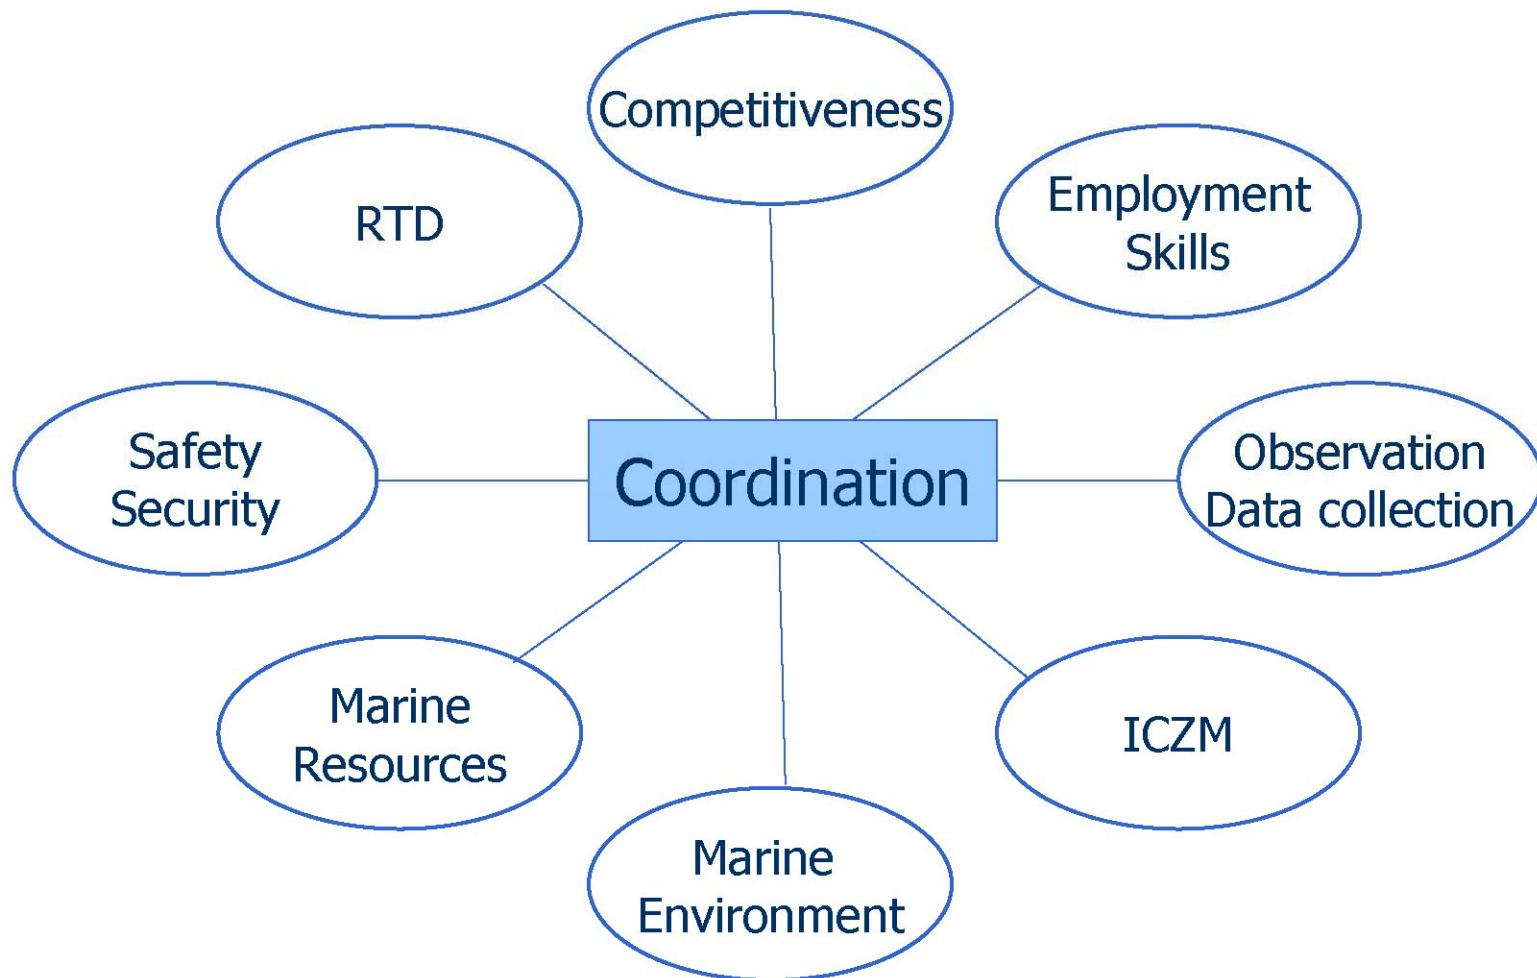 Competitiveness
RTD
Employment
Skills
Safety
Security
Coordination
Observation
Data collection
Marine
Resources
ICZM
Marine
Environment